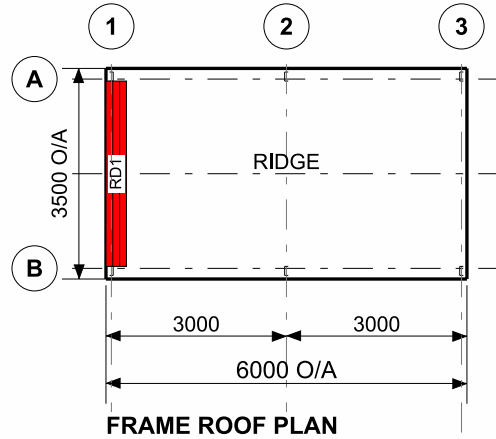 1 2 3
A
3500 O/A
RD1
RIDGE
B
3000 3000
6000 O/A
FRAME ROOF PLAN